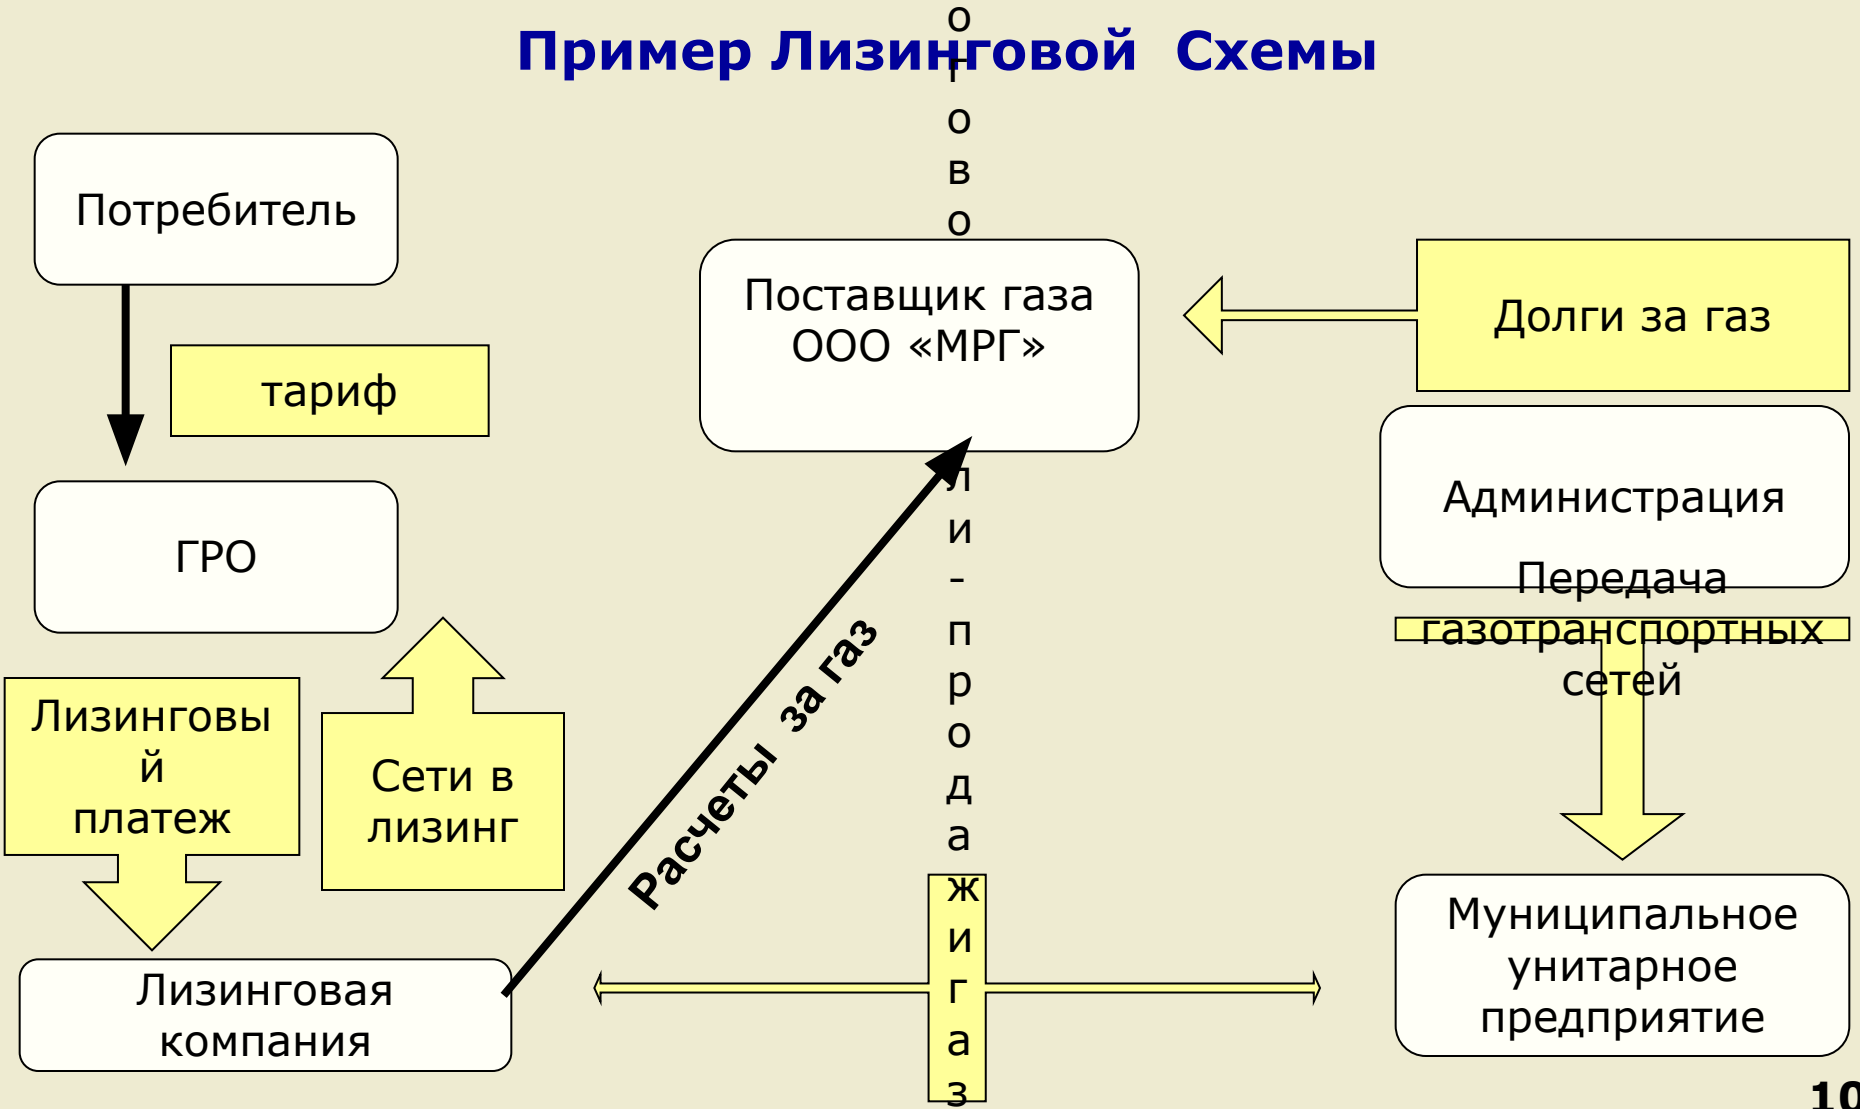 Пример Лизинговой  Схемы
Потребитель
тариф
ГРО
Лизинговы
й
платеж
Сети в
лизинг
Лизинговая
компания
Расчеты  за газ
о
г
о
в
о
Поставщик газа
ООО «МРГ»
л
и
-
п
р
о
д
а
ж
и
г
а
з
Долги за газ
Администрация
Передача
газотранспортных
сетей
Муниципальное
унитарное
предприятие
10